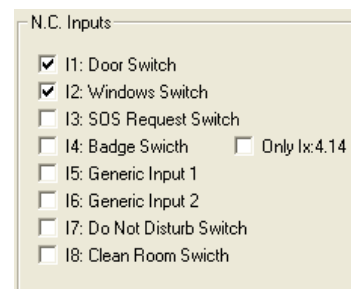 N.C. Inputs
I1: Door Switch
I2: Windows Switch
I3: SOS Request Switch
I4: Badge Swicth Only Ix:4.14
I5: Generic Input 1
I6: Generic Input 2
I7: Do Not Disturb Switch
I8: Clean Room Swicth